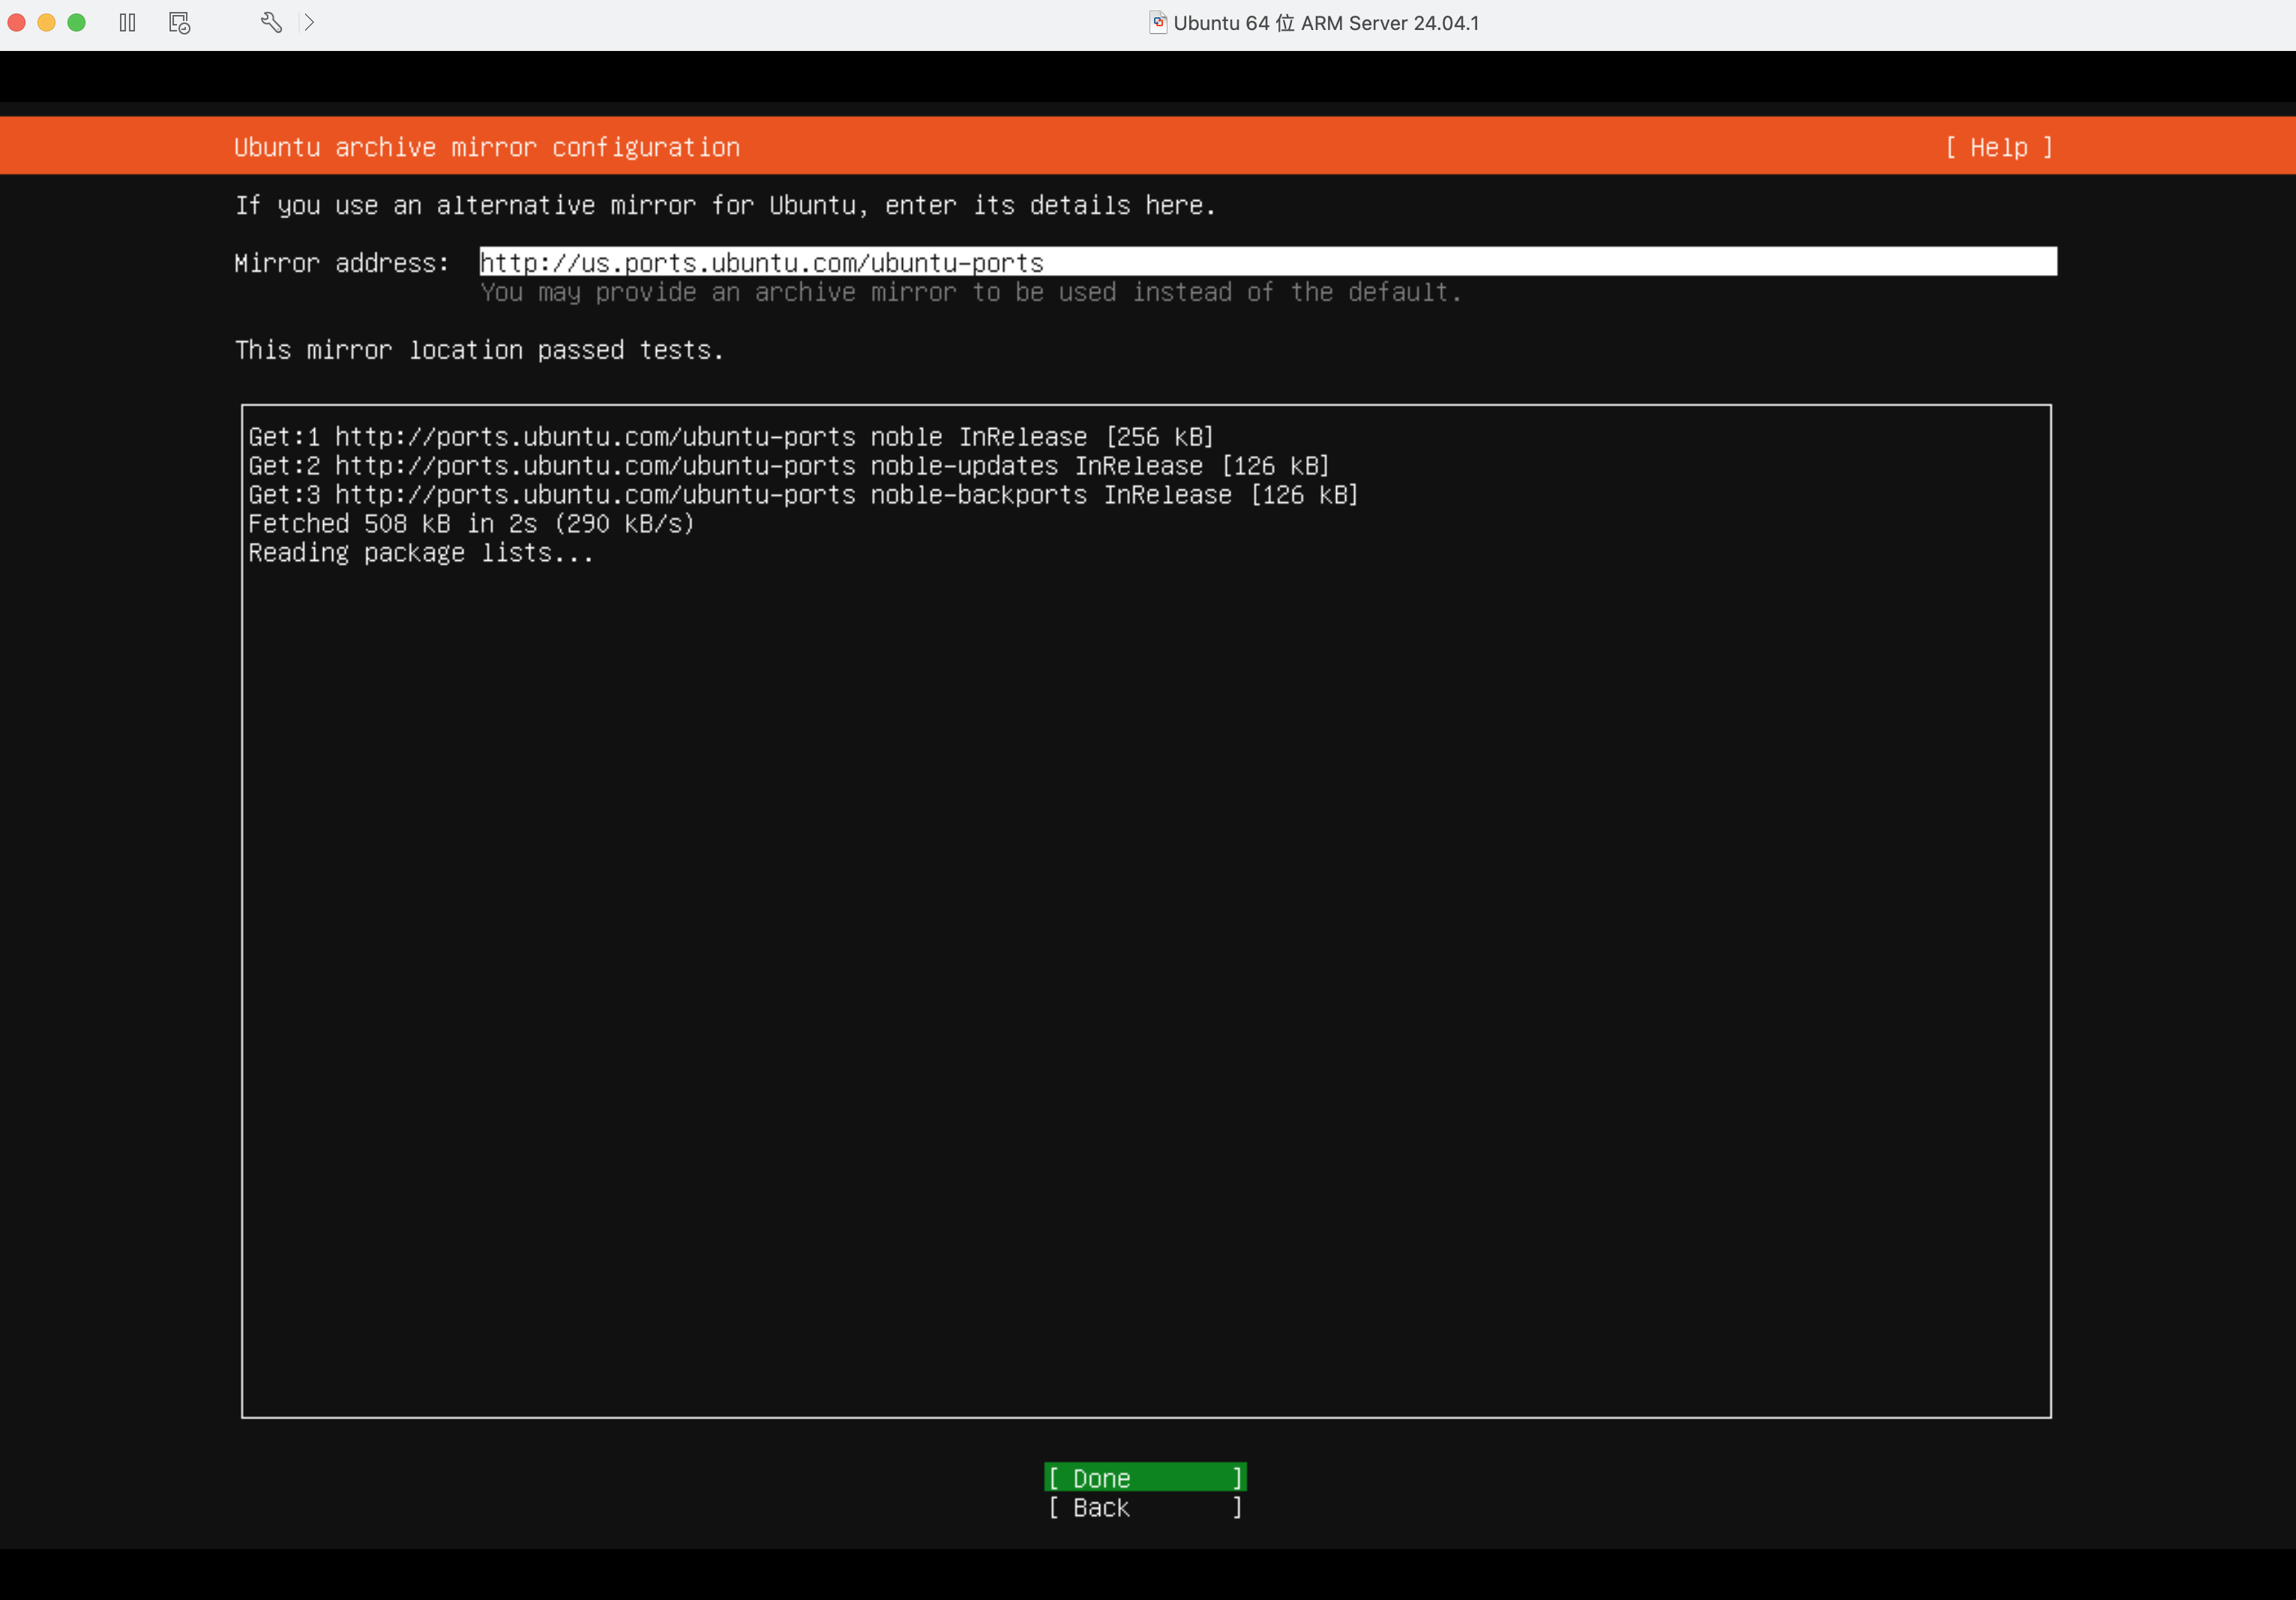 Ubuntu 64 位 ARM Server 24.04.1
Ubuntu archive mirror configuration [ Help ]
If you use an alternative mirror for Ubuntu, enter its details here.
Mirror address: http://us.ports.ubuntu.com/ubuntu-ports
You may provide an archive mirror to be used instead of the default.
This mirror location passed tests.
Get:1 http://ports.ubuntu.com/ubuntu-ports noble InRelease [256 kB]
Get:2 http://ports.ubuntu.com/ubuntu-ports noble-updates InRelease [126 kB]
Get:3 http://ports.ubuntu.com/ubuntu-ports noble-backports InRelease [126 kB]
Fetched 508 kB in 2s (290 kB/s)
Reading package lists...
[ Done ]
[ Back ]